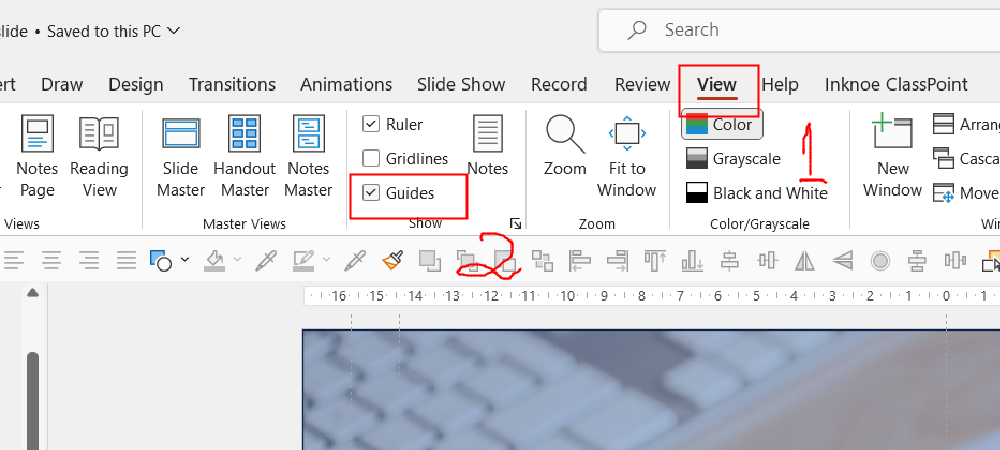 lide • Saved to this PC
Search
ert Draw Design Transitions Animations Slide Show Record Review View Help Inknoe ClassPoint
Notes Page
Reading View
Views
Slide Master
Handout Master
Notes Master
Master Views
Ruler
Gridlines
Guides
Notes
Show
Zoom
Fit to Window
Zoom
Color
Grayscale
Black and White
Color/Grayscale
1
New Window
Arrang
Casca
Move
Win
2
16 15 14 13 12 11 10 9 8 7 6 5 4 3 2 1 0 1